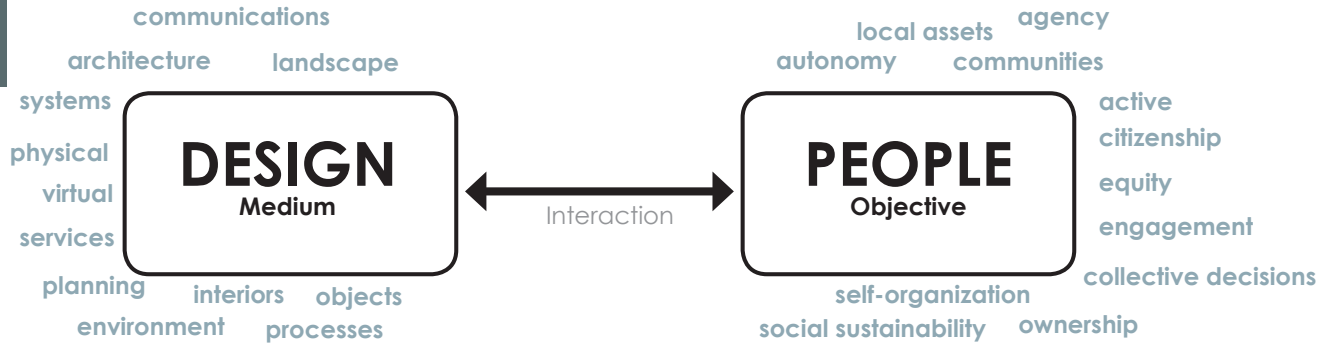 communications
architecture
landscape
systems
physical
virtual
services
planning
interiors
objects
environment
processes
DESIGN
Medium
Interaction
local assets
agency
autonomy
communities
PEOPLE
Objective
active
citizenship
equity
engagement
collective decisions
self-organization
social sustainability
ownership